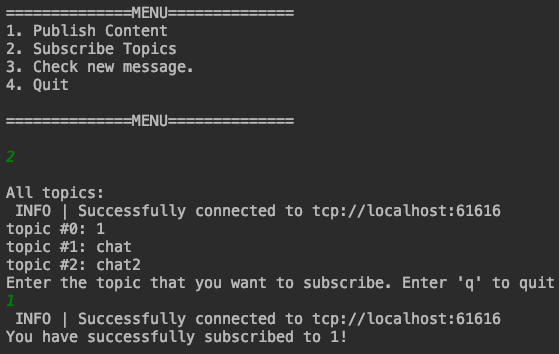 ==============MENU==============
1. Publish Content
2. Subscribe Topics
3. Check new message.
4. Quit
==============MENU==============
2
All topics:
INFO | Successfully connected to tcp://localhost:61616
topic #0: 1
topic #1: chat
topic #2: chat2
Enter the topic that you want to subscribe. Enter 'q' to quit
1
INFO | Successfully connected to tcp://localhost:61616
You have successfully subscribed to 1!